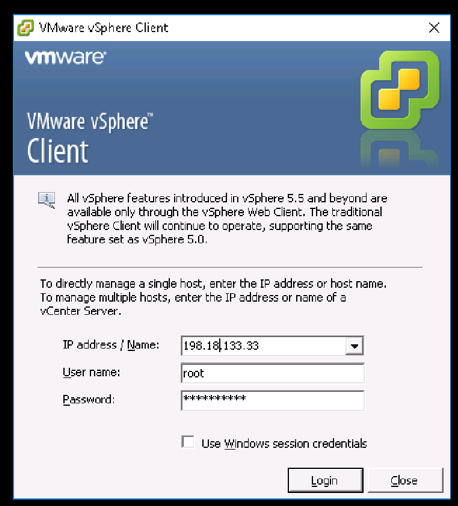 VMware vSphere Client
vmware®
VMware vSphere™
Client
All vSphere features introduced in vSphere 5.5 and beyond are
available only through the vSphere Web Client. The traditional
vSphere Client will continue to operate, supporting the same
feature set as vSphere 5.0.
To directly manage a single host, enter the IP address or host name.
To manage multiple hosts, enter the IP address or name of a
vCenter Server.
IP address / Name: 198.18.133.33
User name: root
Password: **********
Use Windows session credentials
Login Close